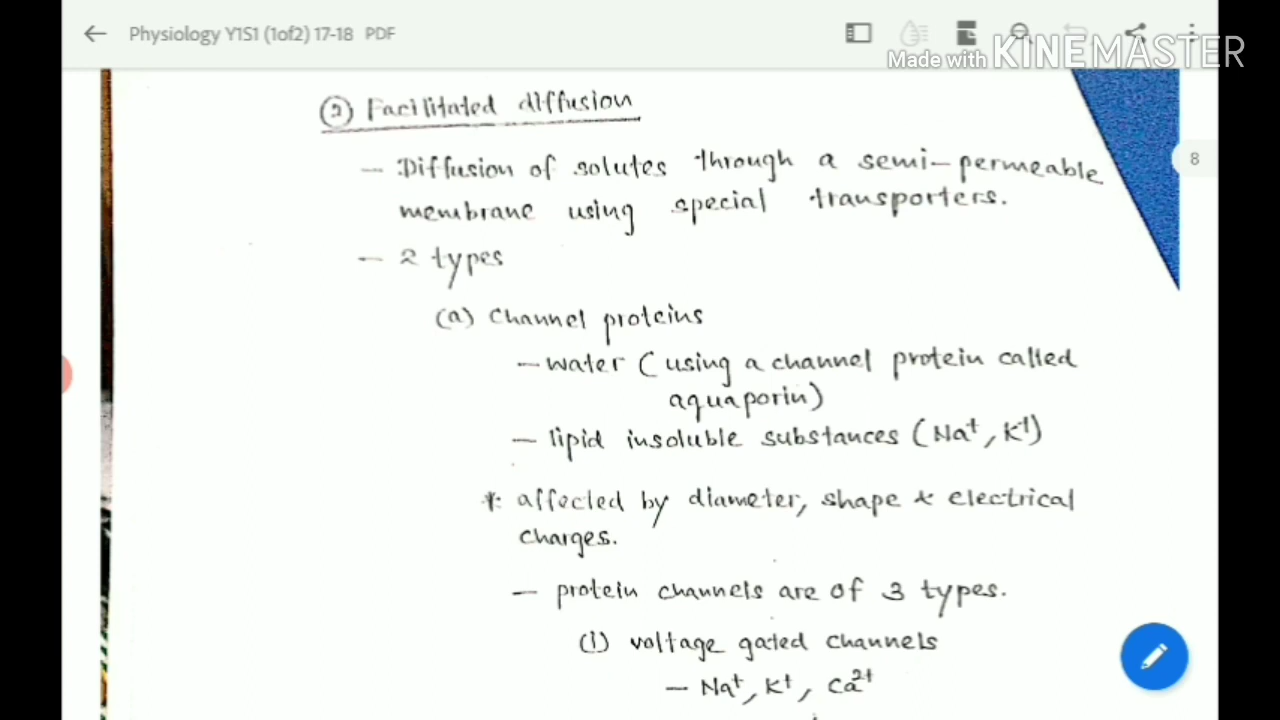 Physiology Y1S1 (1of2) 17-18 PDF
Made with KINEMASTER
② Facilitated diffusion
8
- Diffusion of solutes through a semi-permeable
membrane using special transporters.
- 2 types
(a) channel proteins
- water (using a channel protein called
aquaporin)
- lipid insoluble substances (Na⁺, K⁺)
* affected by diameter, shape & electrical
charges.
- protein channels are of 3 types.
(i) voltage gated channels
- Na⁺, K⁺, Ca²⁺